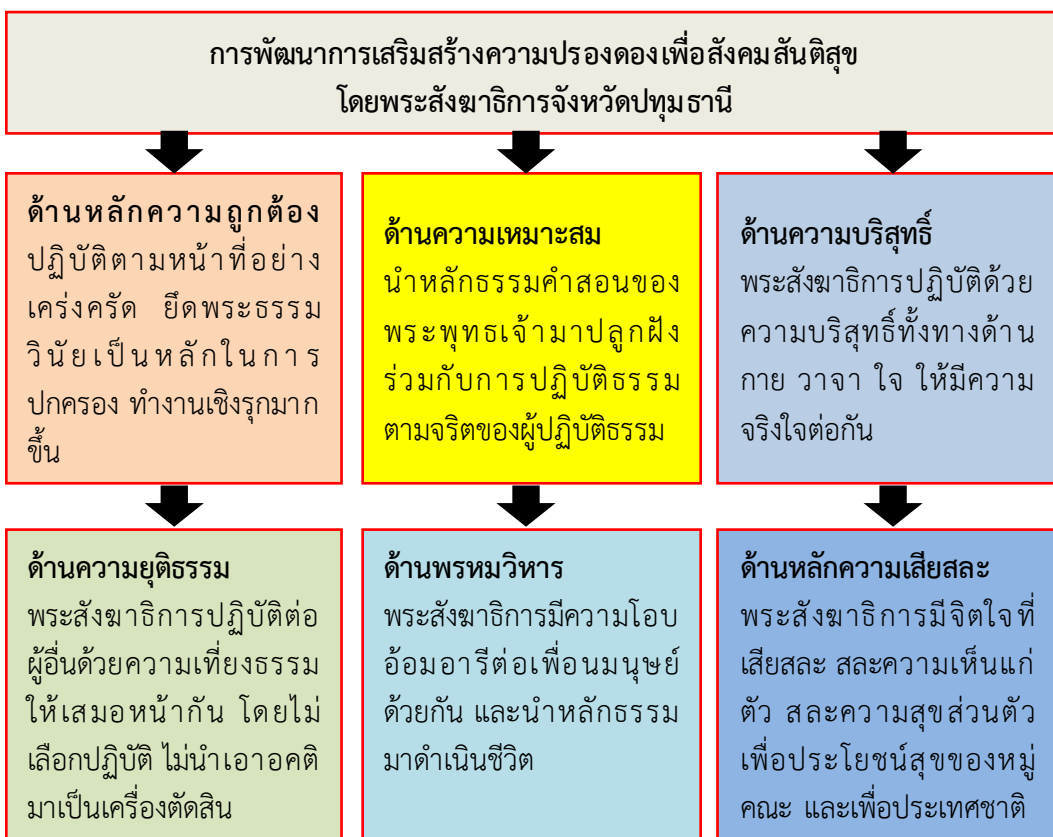 การพัฒนาการเสริมสร้างความปรองดองเพื่อสังคมสันติสุข
โดยพระสังฆาธิการจังหวัดปทุมธานี
ด้านหลักความถูกต้อง
ปฏิบัติตามหน้าที่อย่าง
เคร่งครัด ยึดพระธรรม
วินัยเป็นหลักในการ
ปกครอง ทำงานเชิงรุกมาก
ขึ้น
ด้านความเหมาะสม
นำหลักธรรมคำสอนของ
พระพุทธเจ้ามาปลูกฝัง
ร่วมกับการปฏิบัติธรรม
ตามจริตของผู้ปฏิบัติธรรม
ด้านความบริสุทธิ์
พระสังฆาธิการปฏิบัติด้วย
ความบริสุทธิ์ทั้งทางด้าน
กาย วาจา ใจ ให้มีความ
จริงใจต่อกัน
ด้านความยุติธรรม
พระสังฆาธิการปฏิบัติต่อ
ผู้อื่นด้วยความเที่ยงธรรม
ให้เสมอหน้ากัน โดยไม่
เลือกปฏิบัติ ไม่นำเอาอคติ
มาเป็นเครื่องตัดสิน
ด้านพรหมวิหาร
พระสังฆาธิการมีความโอบ
อ้อมอารีต่อเพื่อนมนุษย์
ด้วยกัน และนำหลักธรรม
มาดำเนินชีวิต
ด้านหลักความเสียสละ
พระสังฆาธิการมีจิตใจที่
เสียสละ สละความเห็นแก่
ตัว สละความสุขส่วนตัว
เพื่อประโยชน์สุขของหมู่
คณะ และเพื่อประเทศชาติ